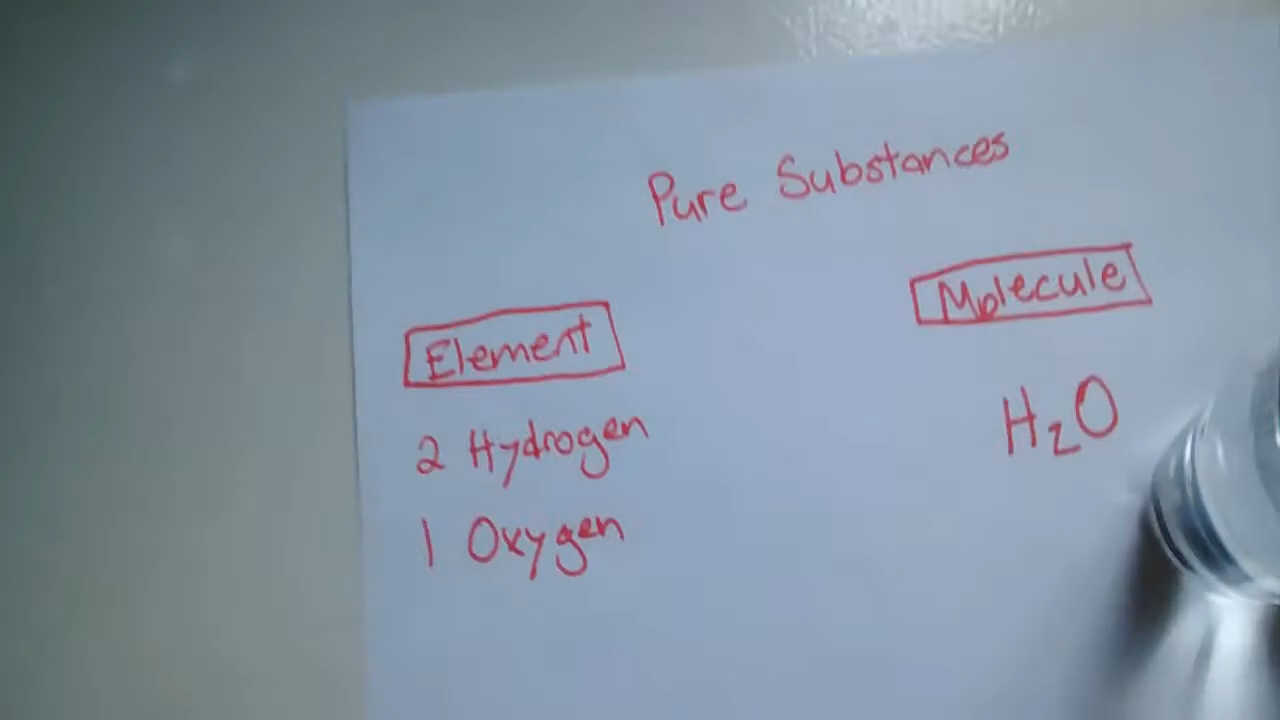 Pure Substances
Element
2 Hydrogen
1 Oxygen
Molecule
H₂O